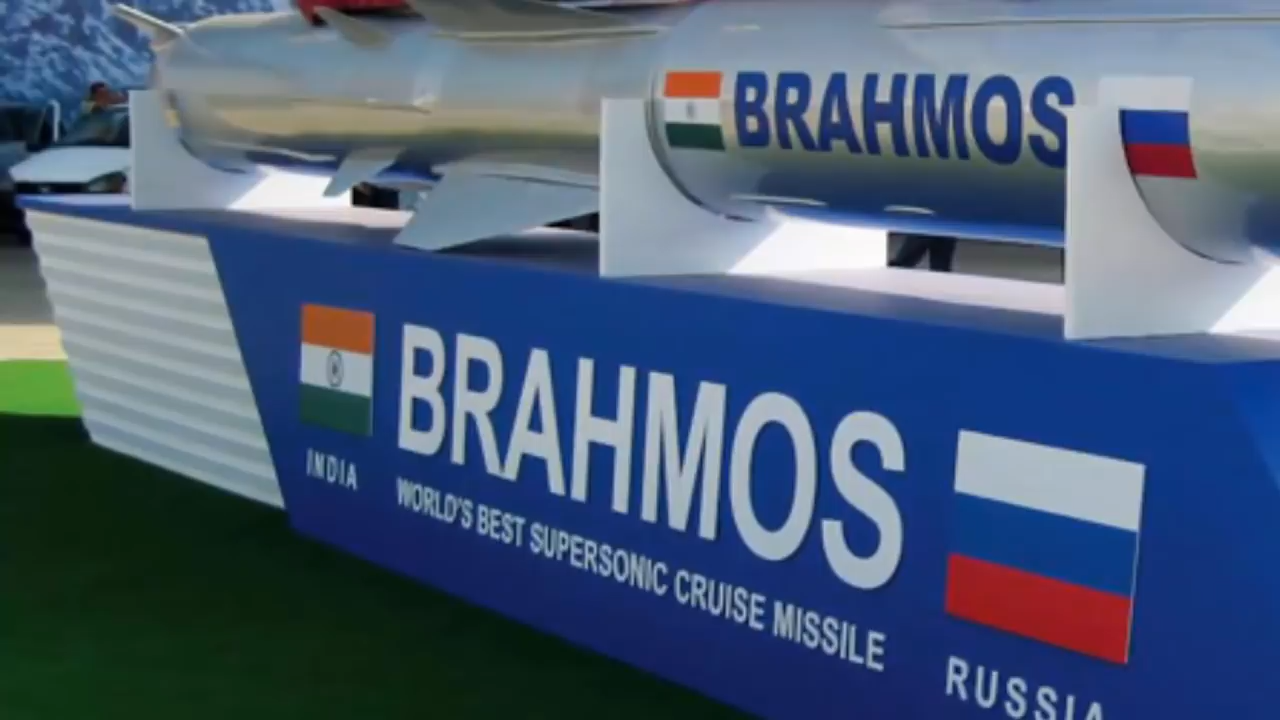 BRAHMOS
BRAHMOS
INDIA
WORLD'S BEST SUPERSONIC CRUISE MISSILE
RUSSIA